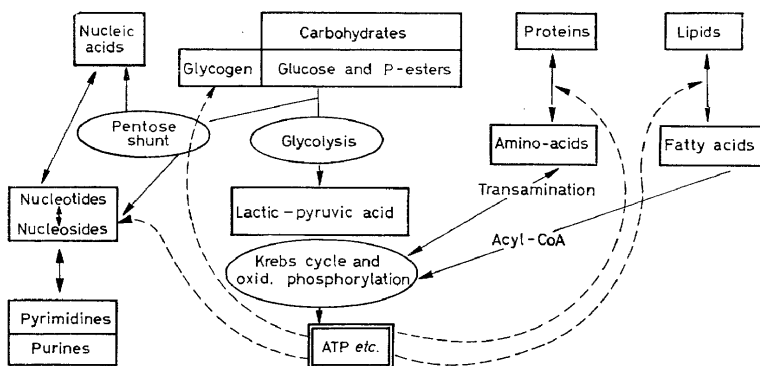 Nucleic
acids
Carbohydrates
Glycogen
Glucose and P-esters
Proteins
Lipids
Pentose
shunt
Glycolysis
Amino-acids
Fatty acids
Transamination
Nucleotides
Nucleosides
Lactic-pyruvic acid
Acyl-CoA
Krebs cycle and
oxid. phosphorylation
Pyrimidines
Purines
ATP etc.